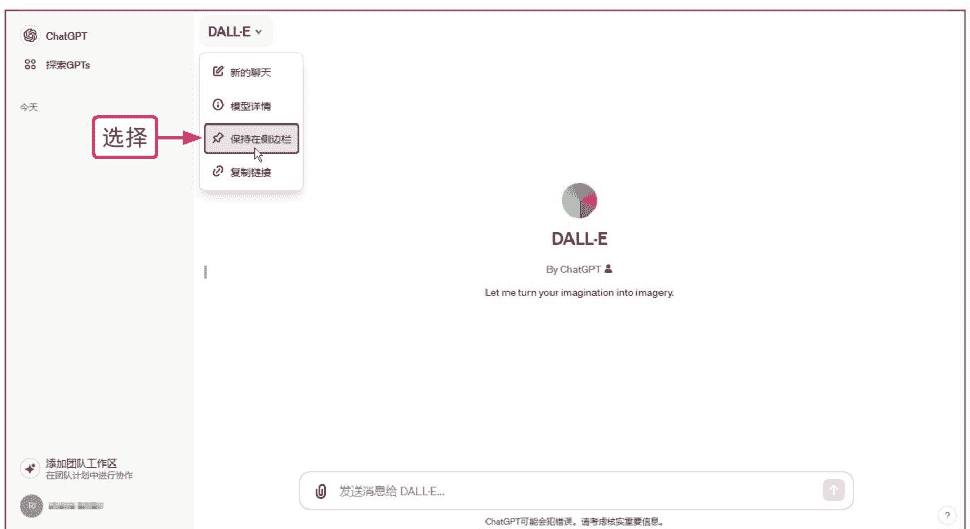 ChatGPT
探索GPTs
今天
DALL·E
新的聊天
模型详情
保持在侧边栏
复制链接
选择
DALL·E
By ChatGPT
Let me turn your imagination into imagery.
添加团队工作区
在团队计划中进行协作
发送消息给 DALL·E...
ChatGPT可能会犯错误。请考虑核实重要信息。
?